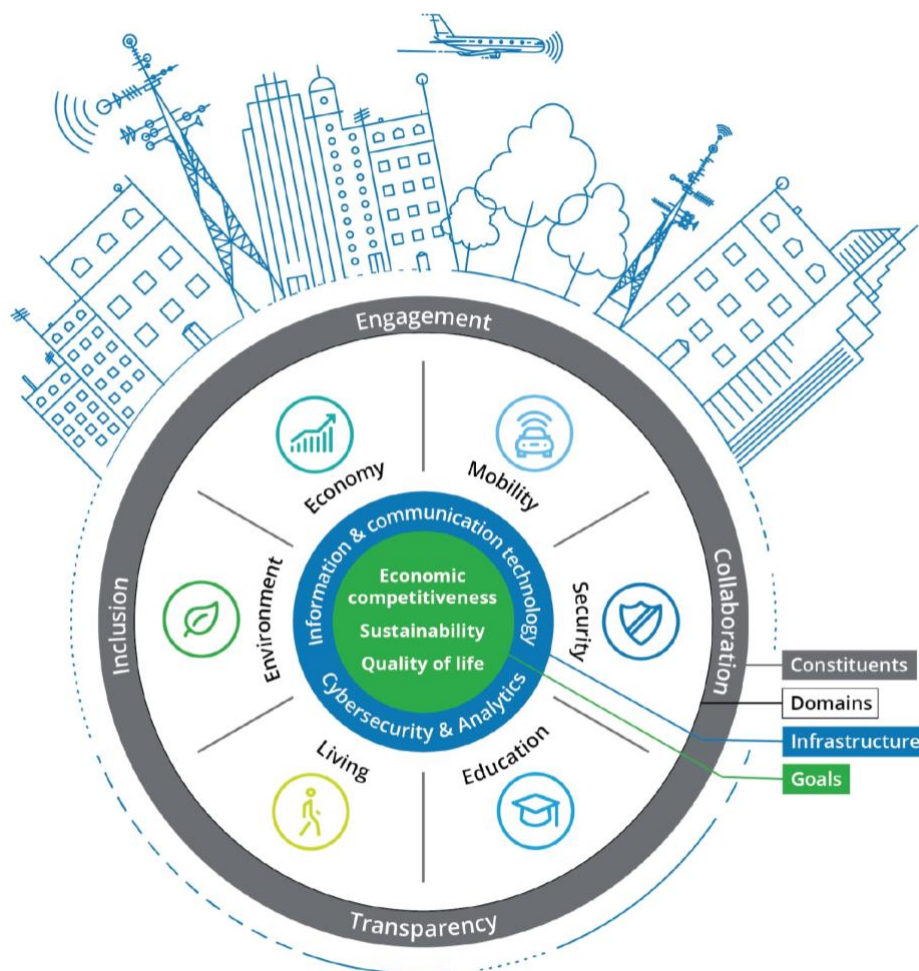 Engagement
Economy
Mobility
Inclusion
Environment
Information & communication technology
Economic
competitiveness
Sustainability
Quality of life
Cybersecurity & Analytics
Security
Collaboration
Living
Education
Transparency
Constituents
Domains
Infrastructure
Goals